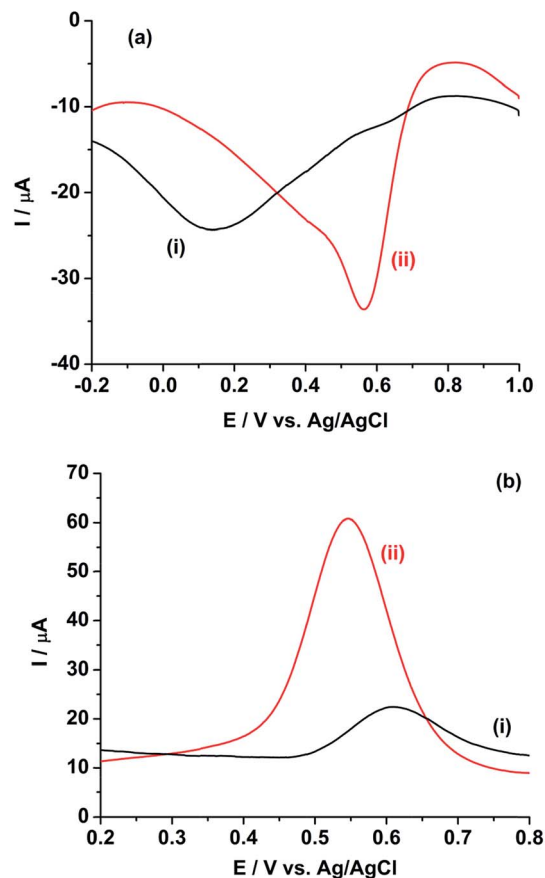 (a)
0
-10
-20
-30
-40
I / µA
(i)
(ii)
-0.2 0.0 0.2 0.4 0.6 0.8 1.0
E / V vs. Ag/AgCl
(b)
70
60
50
40
30
20
10
0
I / µA
(ii)
(i)
0.2 0.3 0.4 0.5 0.6 0.7 0.8
E / V vs. Ag/AgCl